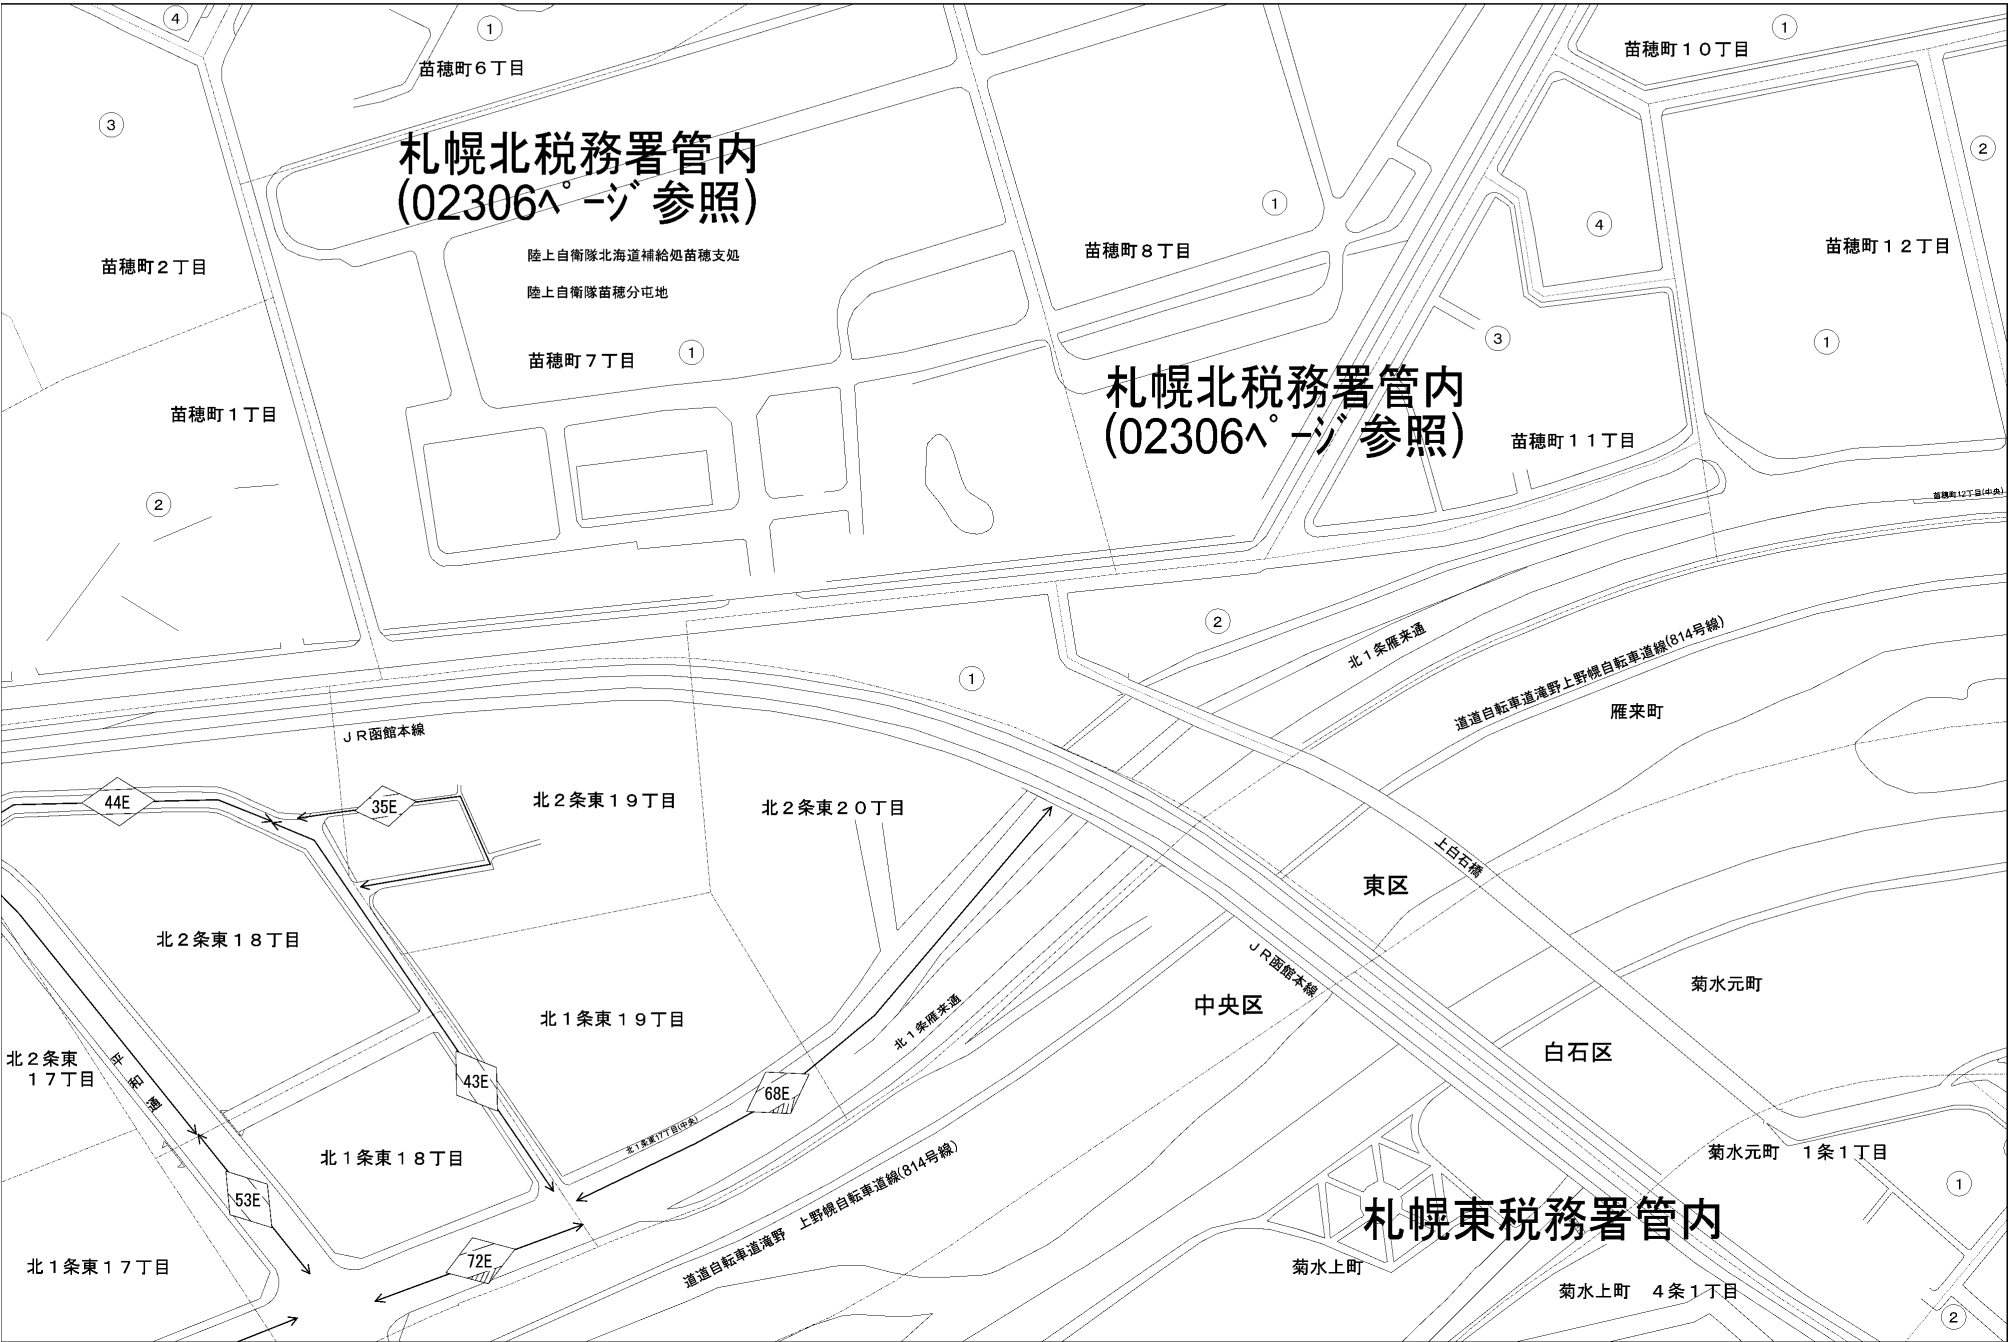 ④
①
苗穂町１０丁目
①
苗穂町６丁目
③
札幌北税務署管内
(02306ﾍﾟｰｼﾞ参照)
②
①
④
苗穂町８丁目
苗穂町１２丁目
陸上自衛隊北海道補給処苗穂支処
陸上自衛隊苗穂分屯地
苗穂町２丁目
③
①
苗穂町７丁目
①
札幌北税務署管内
(02306ﾍﾟｰｼﾞ参照)
苗穂町１丁目
苗穂町１１丁目
②
苗穂町12丁目(中央)
②
北１条雁来通
道道自転車道滝野上野幌自転車道線(814号線)
①
雁来町
ＪＲ函館本線
44E
35E
北２条東１９丁目
北２条東２０丁目
上白石橋
東区
北２条東１８丁目
ＪＲ函館本線
菊水元町
中央区
北１条東１９丁目
北１条雁来通
白石区
北２条東
１７丁目
平和通
43E
68E
北１条東17丁目(中央)
北１条東１８丁目
菊水元町　１条１丁目
①
道道自転車道滝野　上野幌自転車道線(814号線)
53E
札幌東税務署管内
72E
北１条東１７丁目
菊水上町
菊水上町　４条１丁目
②